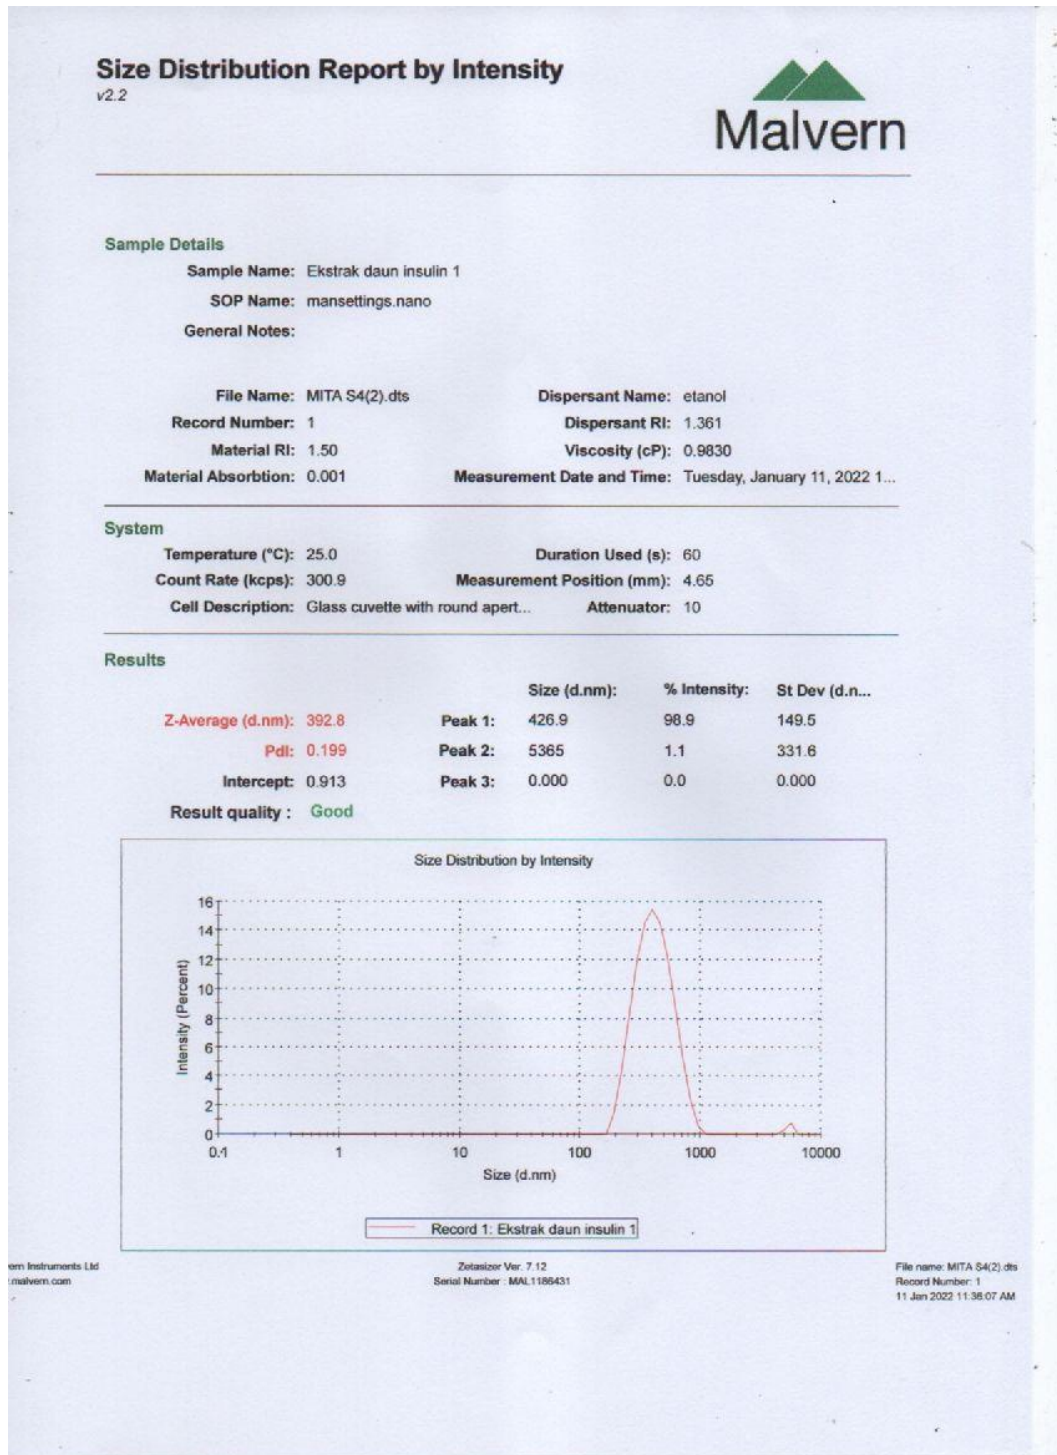 Size Distribution Report by Intensity
v2.2
Malvern
Sample Details
Sample Name: Ekstrak daun insulin 1
SOP Name: mansettings.nano
General Notes:
File Name: MITA S4(2).dts Dispersant Name: etanol
Record Number: 1 Dispersant RI: 1.361
Material RI: 1.50 Viscosity (cP): 0.9830
Material Absorbtion: 0.001 Measurement Date and Time: Tuesday, January 11, 2022 1...
System
Temperature (°C): 25.0 Duration Used (s): 60
Count Rate (kcps): 300.9 Measurement Position (mm): 4.65
Cell Description: Glass cuvette with round apert... Attenuator: 10
Results
Size (d.nm): % Intensity: St Dev (d.n...
Z-Average (d.nm): 392.8 Peak 1: 426.9 98.9 149.5
PdI: 0.199 Peak 2: 5365 1.1 331.6
Intercept: 0.913 Peak 3: 0.000 0.0 0.000
Result quality : Good
Size Distribution by Intensity
Intensity (Percent)
16
14
12
10
8
6
4
2
0
0.1 1 10 100 1000 10000
Size (d.nm)
Record 1: Ekstrak daun insulin 1
ern Instruments Ltd Zetasizer Ver. 7.12 File name: MITA S4(2).dts
malvern.com Serial Number : MAL1186431 Record Number: 1
11 Jan 2022 11:36:07 AM